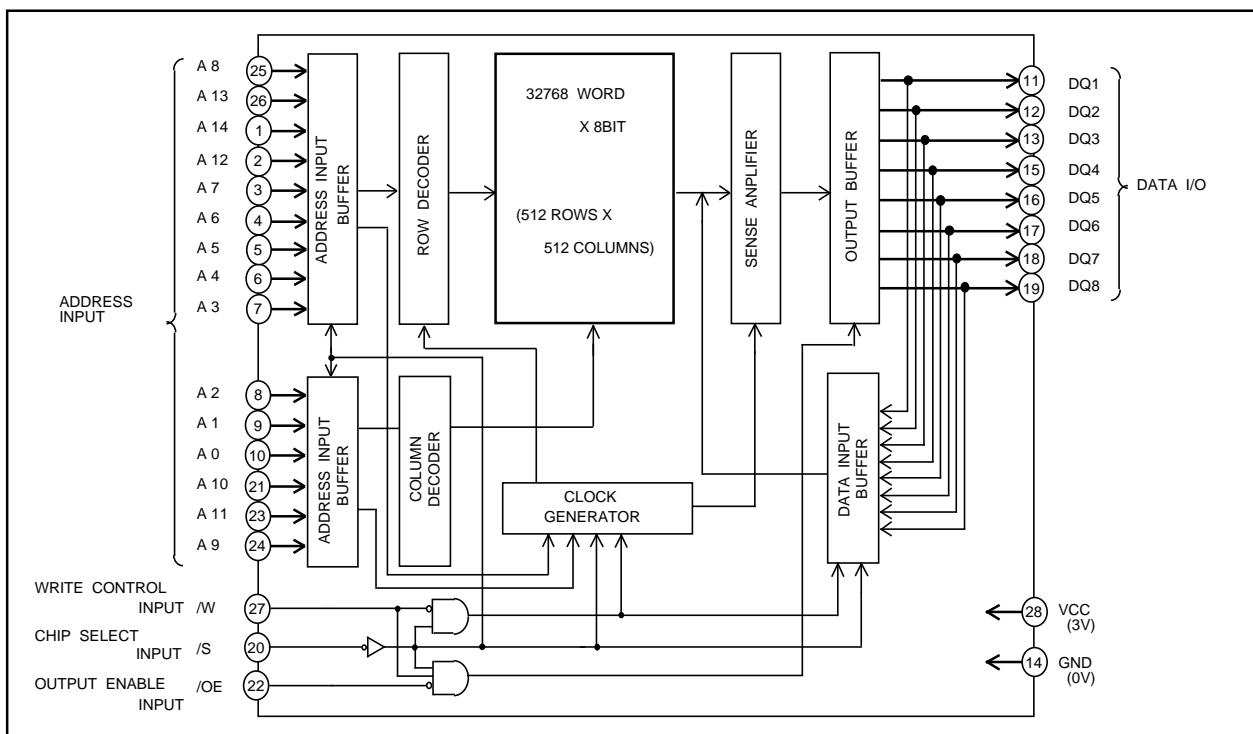 ADDRESS
INPUT
A 8 25
A 13 26
A 14 1
A 12 2
A 7 3
A 6 4
A 5 5
A 4 6
A 3 7
A 2 8
A 1 9
A 0 10
A 10 21
A 11 23
A 9 24
WRITE CONTROL
INPUT /W 27
CHIP SELECT
INPUT /S 20
OUTPUT ENABLE /OE 22
INPUT
ADDRESS INPUT
BUFFER
ROW DECODER
32768 WORD
X 8BIT
(512 ROWS X
512 COLUMNS)
SENSE ANPLIFIER
OUTPUT BUFFER
ADDRESS INPUT
BUFFER
COLUMN
DECODER
CLOCK
GENERATOR
DATA INPUT
BUFFER
11 DQ1
12 DQ2
13 DQ3
15 DQ4
16 DQ5
17 DQ6
18 DQ7
19 DQ8
DATA I/O
28 VCC
(3V)
14 GND
(0V)